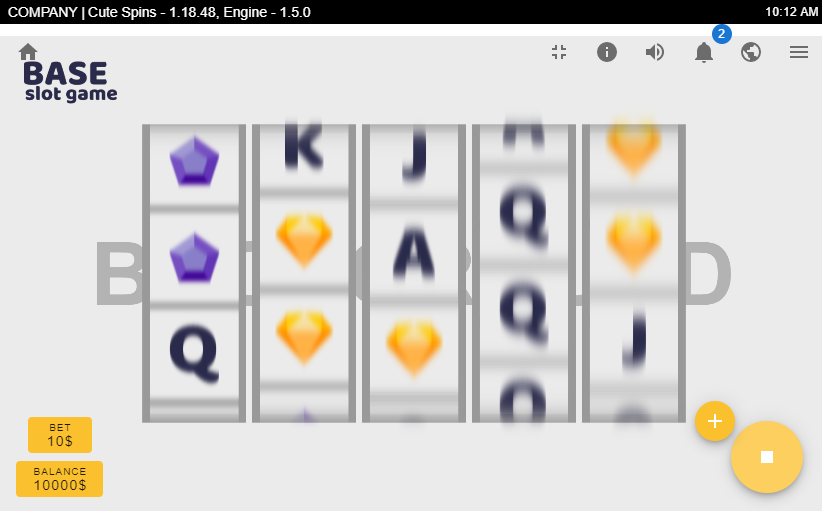 COMPANY | Cute Spins - 1.18.48, Engine - 1.5.0
10:12 AM
2
BASE
slot game
K
J
A
Q
A
Q
Q
Q
J
BET
10$
BALANCE
10000$